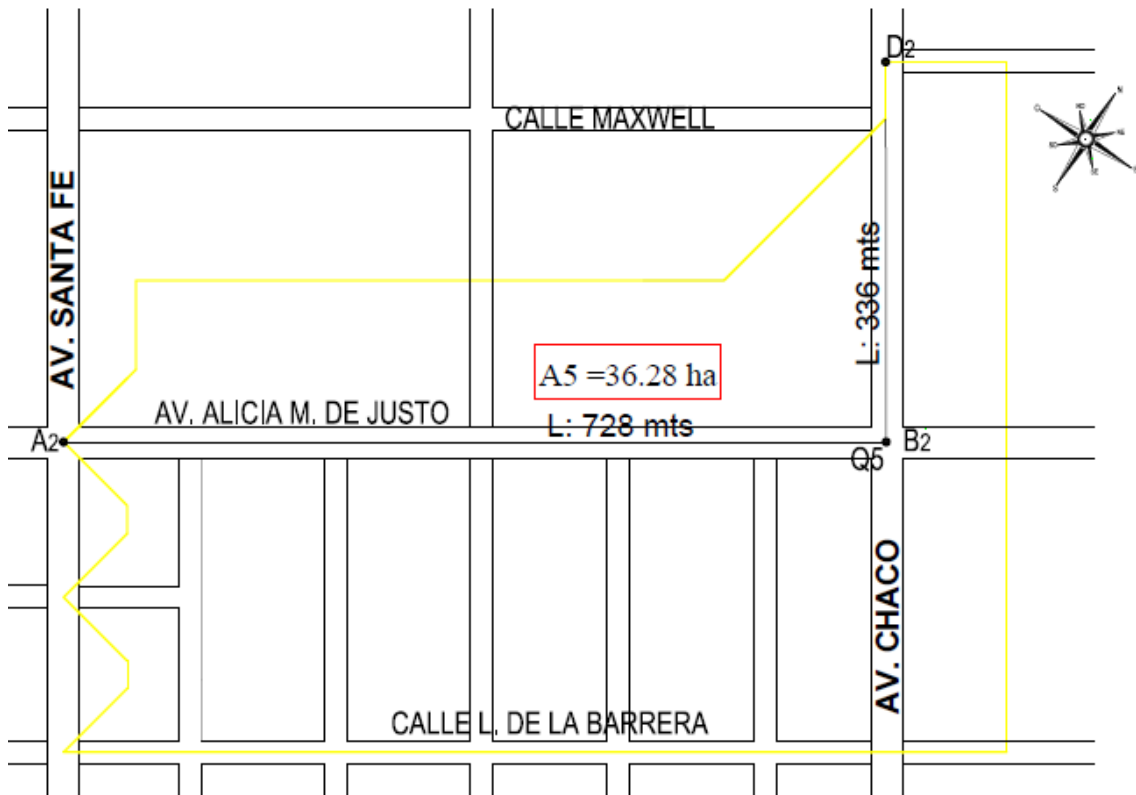 D2
CALLE MAXWELL
AV. SANTA FE
L: 336 mts
A5 =36.28 ha
AV. ALICIA M. DE JUSTO
L: 728 mts
A2
B2
Q5
AV. CHACO
CALLE L. DE LA BARRERA